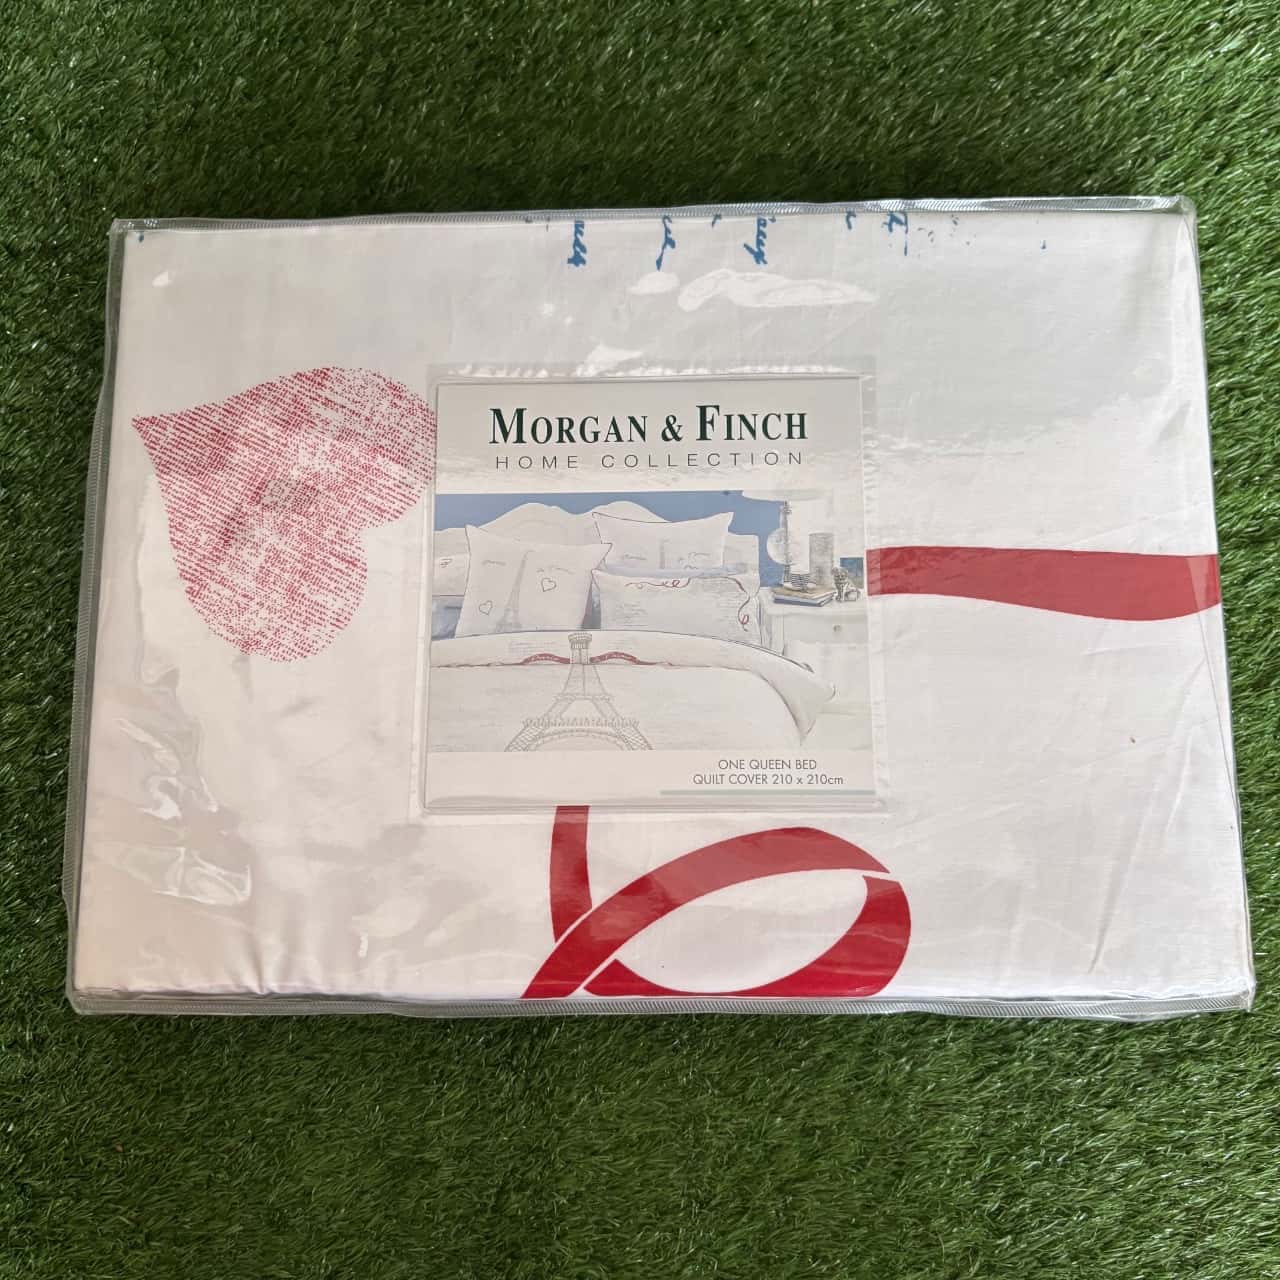 MORGAN & FINCH
HOME COLLECTION
ONE QUEEN BED
QUILT COVER 210 x 210cm